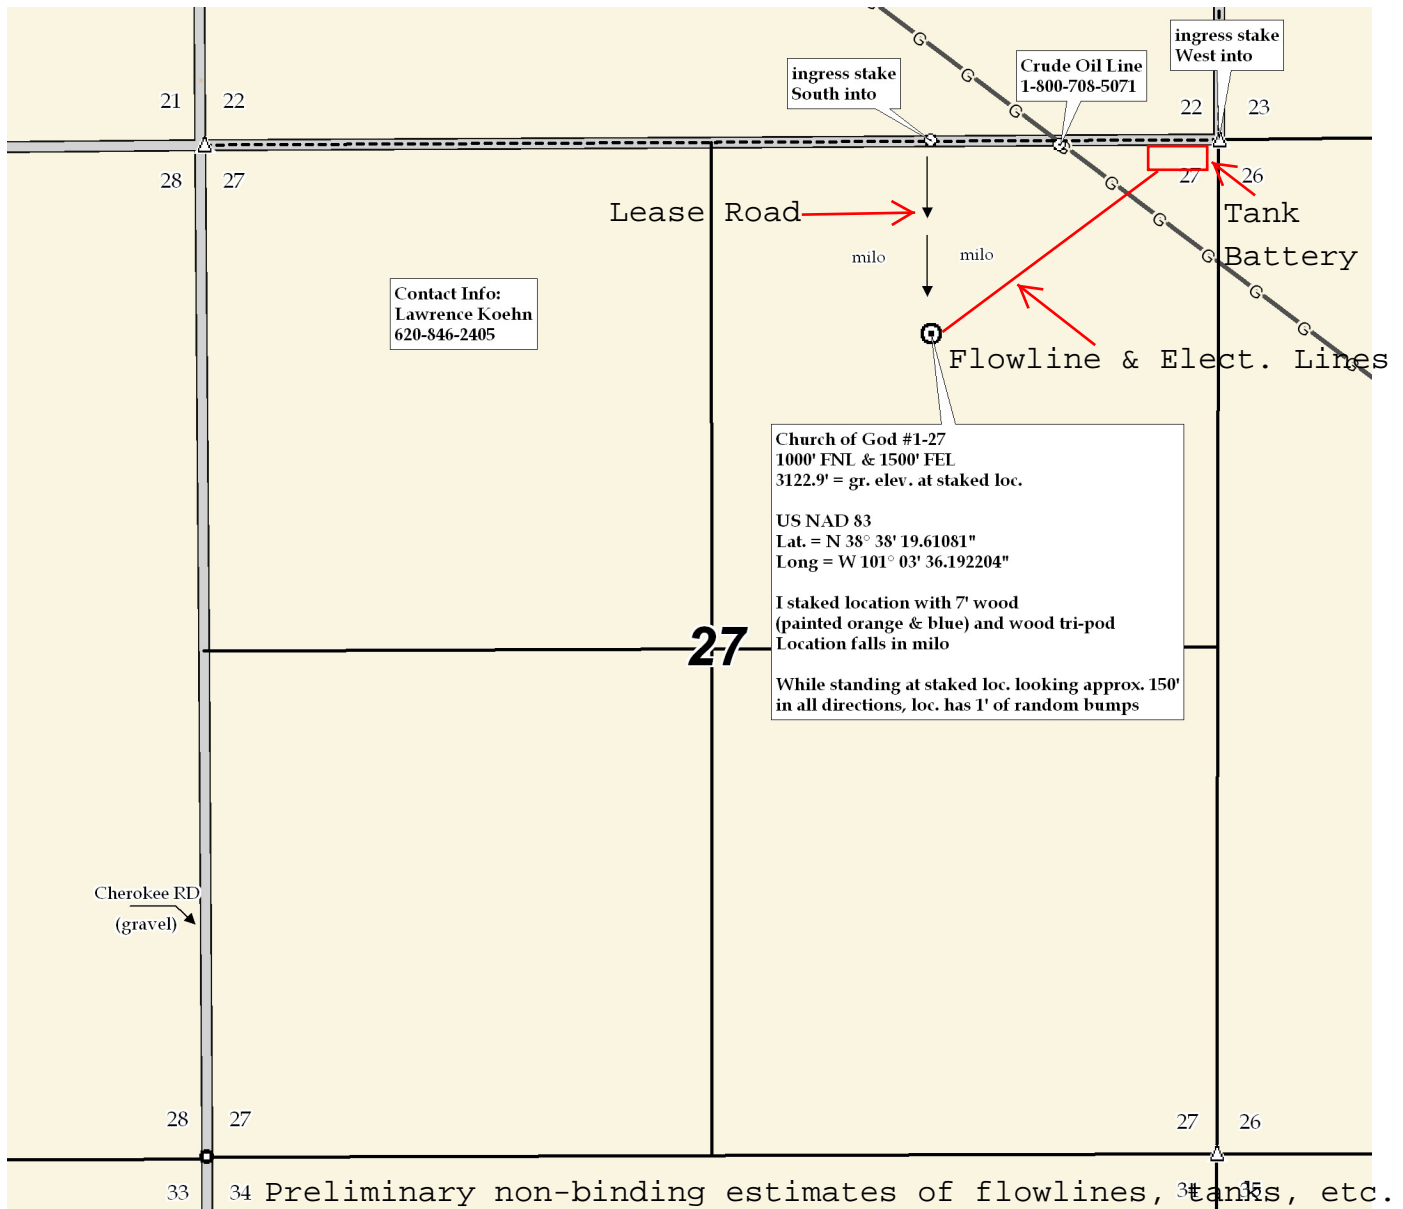 ingress stake
West into
Crude Oil Line
1-800-708-5071
ingress stake
South into
G
G
G
21 22
22 23
28 27
27 26
G
G
G
G
G
G
Lease Road
Tank
Battery
milo
milo
Contact Info:
Lawrence Koehn
620-846-2405
Flowline & Elect. Lines
Church of God #1-27
1000' FNL & 1500' FEL
3122.9' = gr. elev. at staked loc.
US NAD 83
Lat. = N 38° 38' 19.61081"
Long = W 101° 03' 36.192204"
I staked location with 7' wood
(painted orange & blue) and wood tri-pod
Location falls in milo
While standing at staked loc. looking approx. 150'
in all directions, loc. has 1' of random bumps
27
Cherokee RD
(gravel)
28 27
27 26
33 34
34 35
Preliminary non-binding estimates of flowlines, tanks, etc.